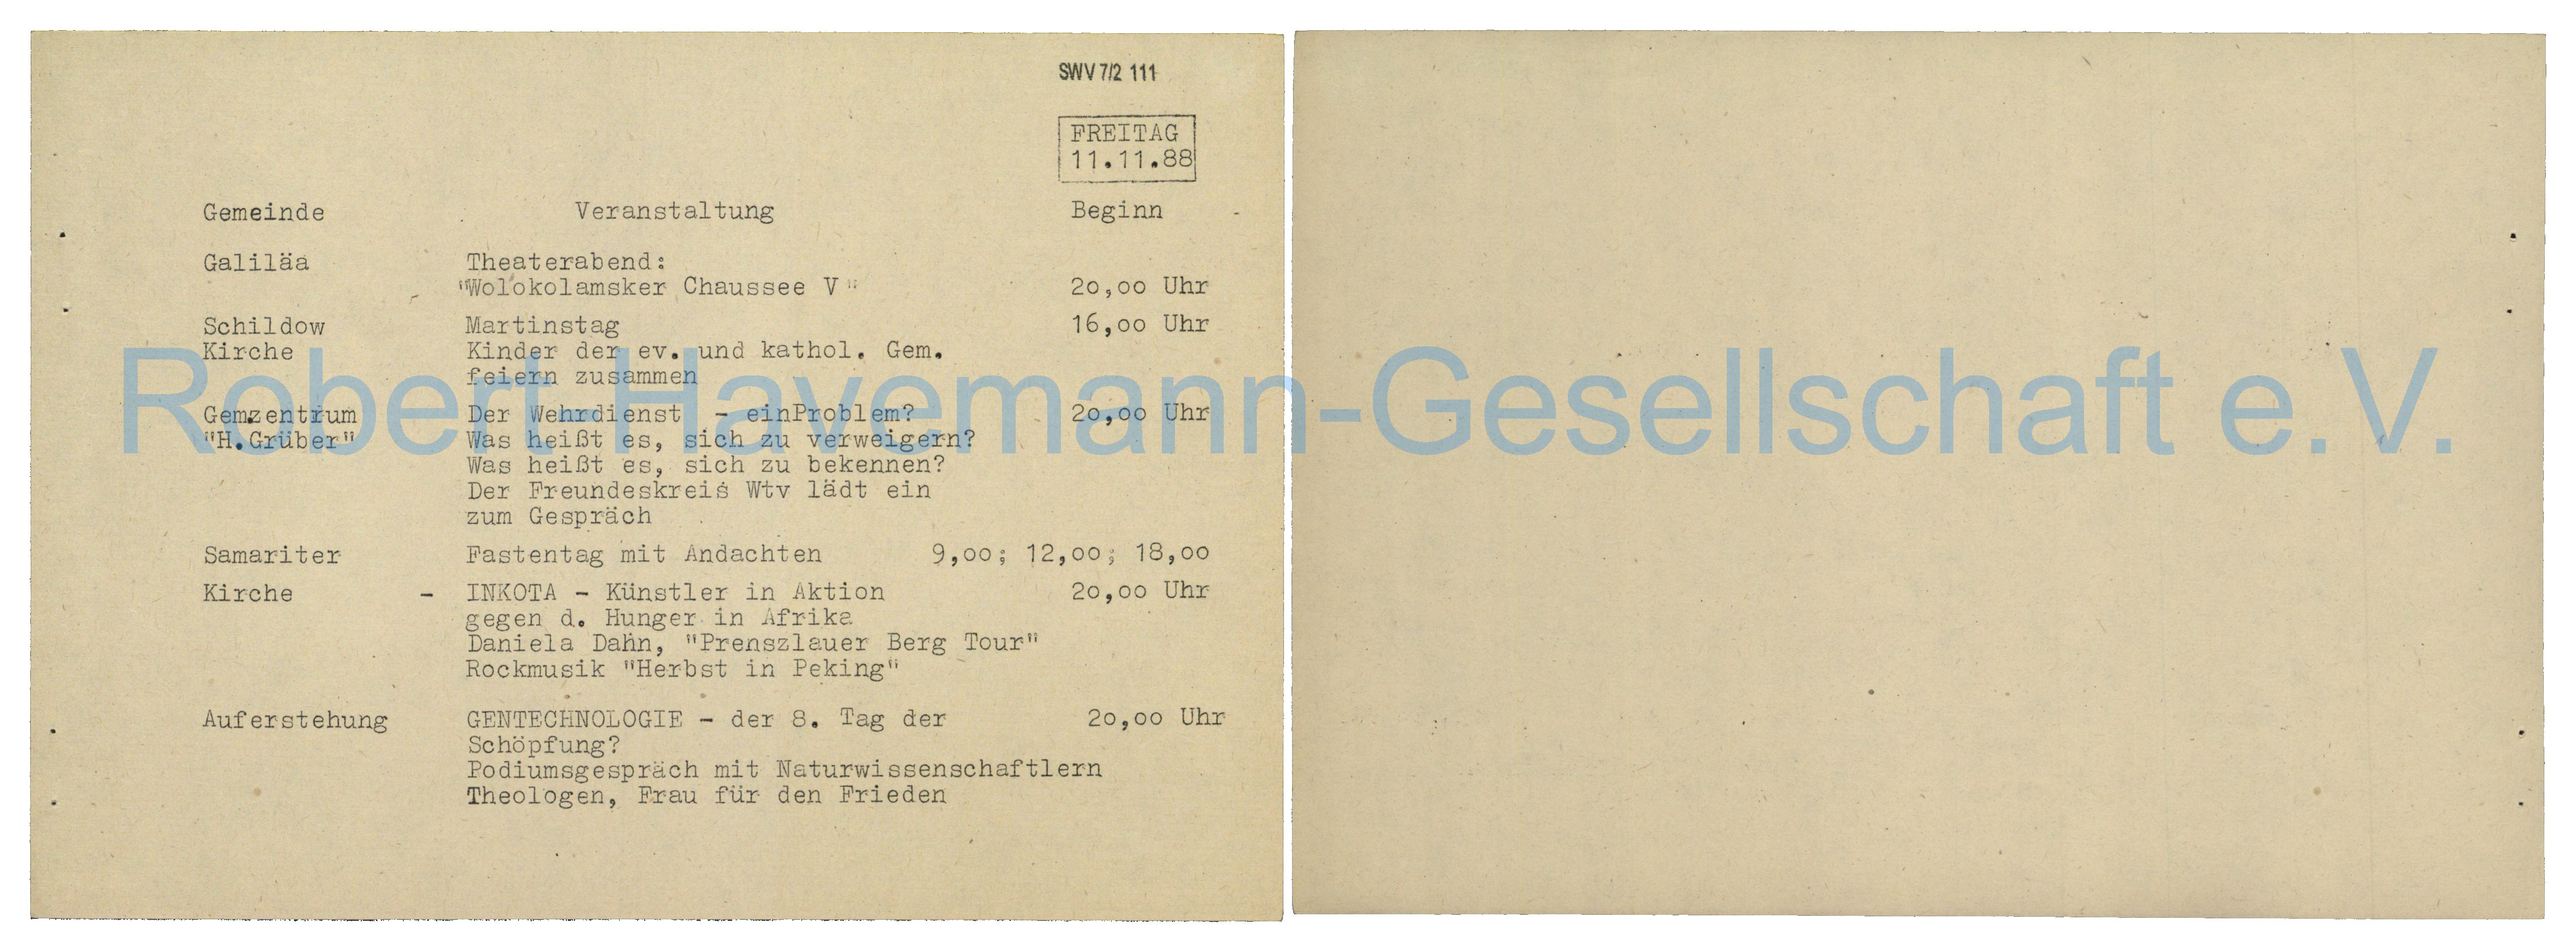 SWV 7/2 111
FREITAG
11.11.88
Gemeinde Veranstaltung Beginn
Galiläa Theaterabend:
"Wolokolamsker Chaussee V" 20,00 Uhr
Schildow Martinstag 16,00 Uhr
Kirche Kinder der ev. und kathol. Gem.
feiern zusammen
Gemzentrum Der Wehrdienst - einProblem? 20,00 Uhr
"H.Grüber" Was heißt es, sich zu verweigern?
Was heißt es, sich zu bekennen?
Der Freundeskreis Wtv lädt ein
zum Gespräch
Samariter Fastentag mit Andachten 9,00; 12,00; 18,00
Kirche - INKOTA - Künstler in Aktion 20,00 Uhr
gegen d. Hunger in Afrika
Daniela Dahn, "Prenszlauer Berg Tour"
Rockmusik "Herbst in Peking"
Auferstehung GENTECHNOLOGIE - der 8. Tag der 20,00 Uhr
Schöpfung?
Podiumsgespräch mit Naturwissenschaftlern
Theologen, Frau für den Frieden
Robert-Havemann-Gesellschaft e.V.